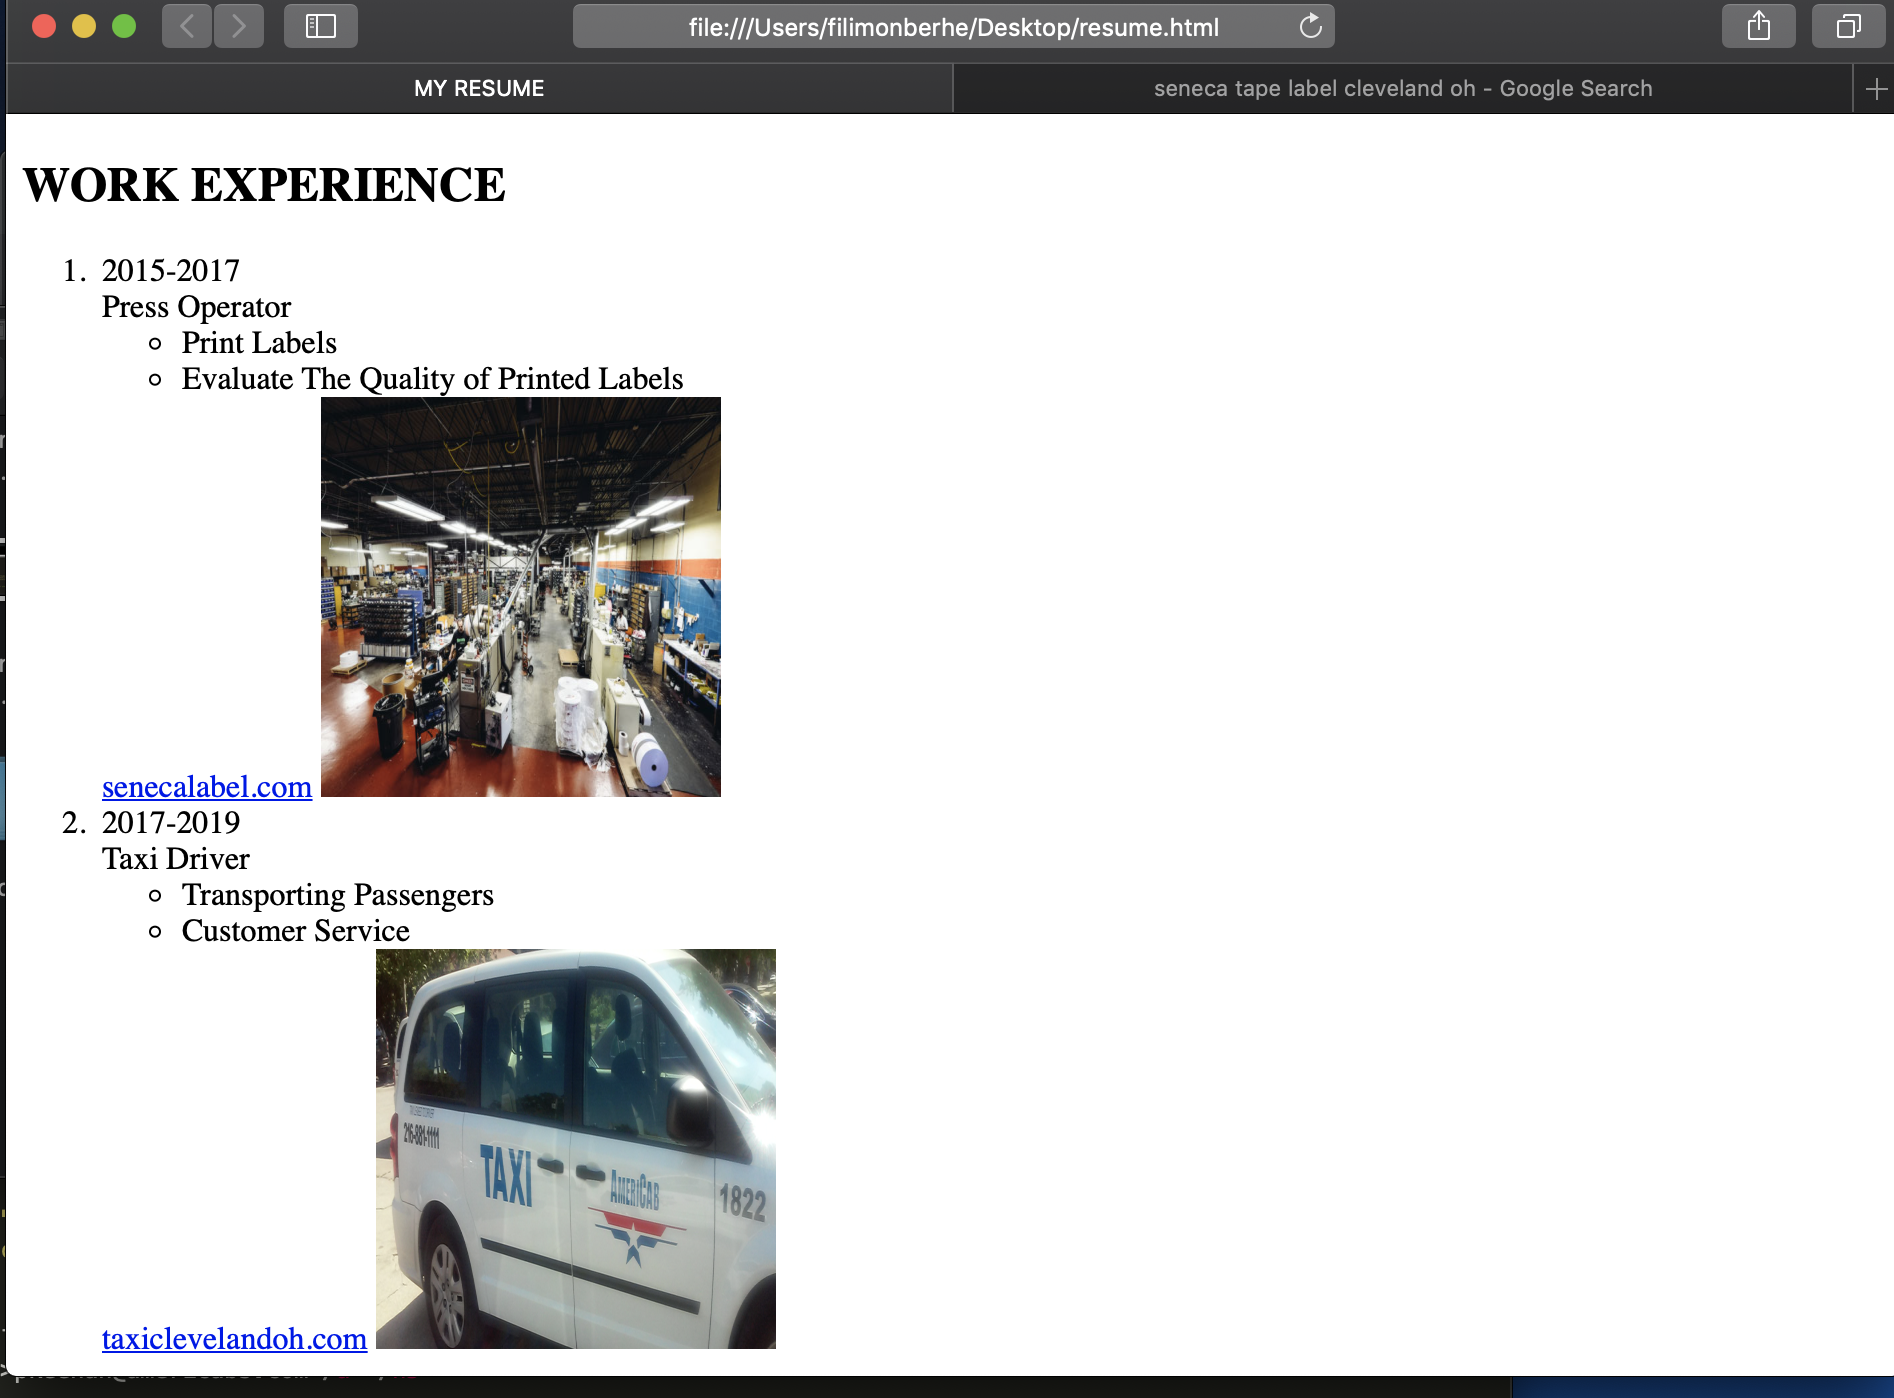 file:///Users/filimonberhe/Desktop/resume.html
MY RESUME
seneca tape label cleveland oh - Google Search
WORK EXPERIENCE
1. 2015-2017
Press Operator
Print Labels
Evaluate The Quality of Printed Labels
senecalabel.com
2. 2017-2019
Taxi Driver
Transporting Passengers
Customer Service
216-881-1111
TAXI
AMERICAB
1822
taxiclevelandoh.com